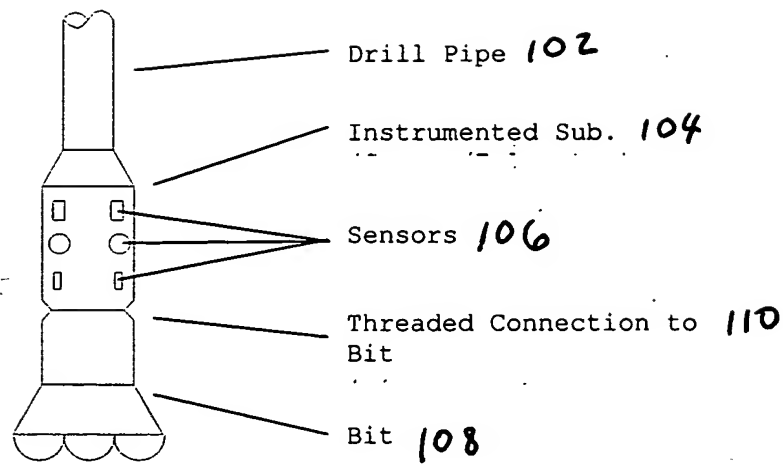 Drill Pipe 102
Instrumented Sub. 104
Sensors 106
Threaded Connection to 110
Bit
Bit 108